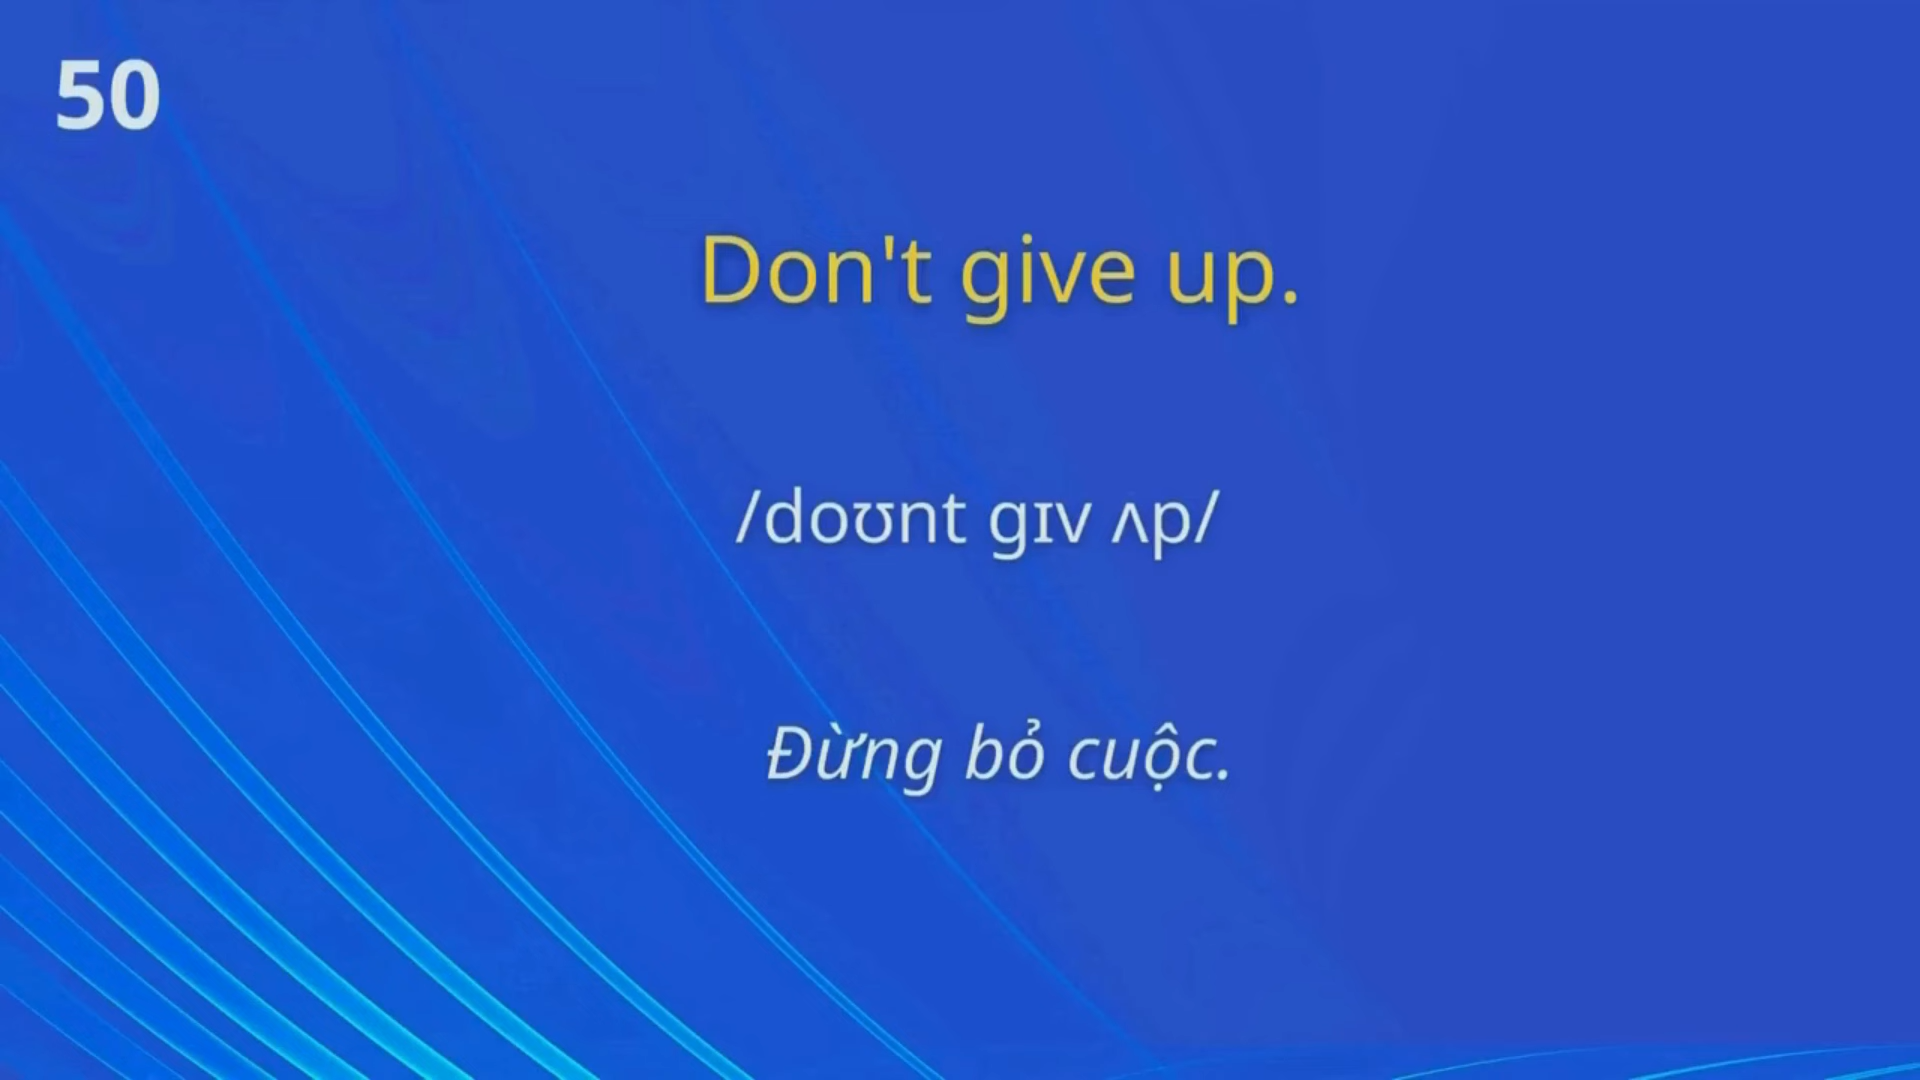 50
Don't give up.
/doʊnt gɪv ʌp/
Đừng bỏ cuộc.